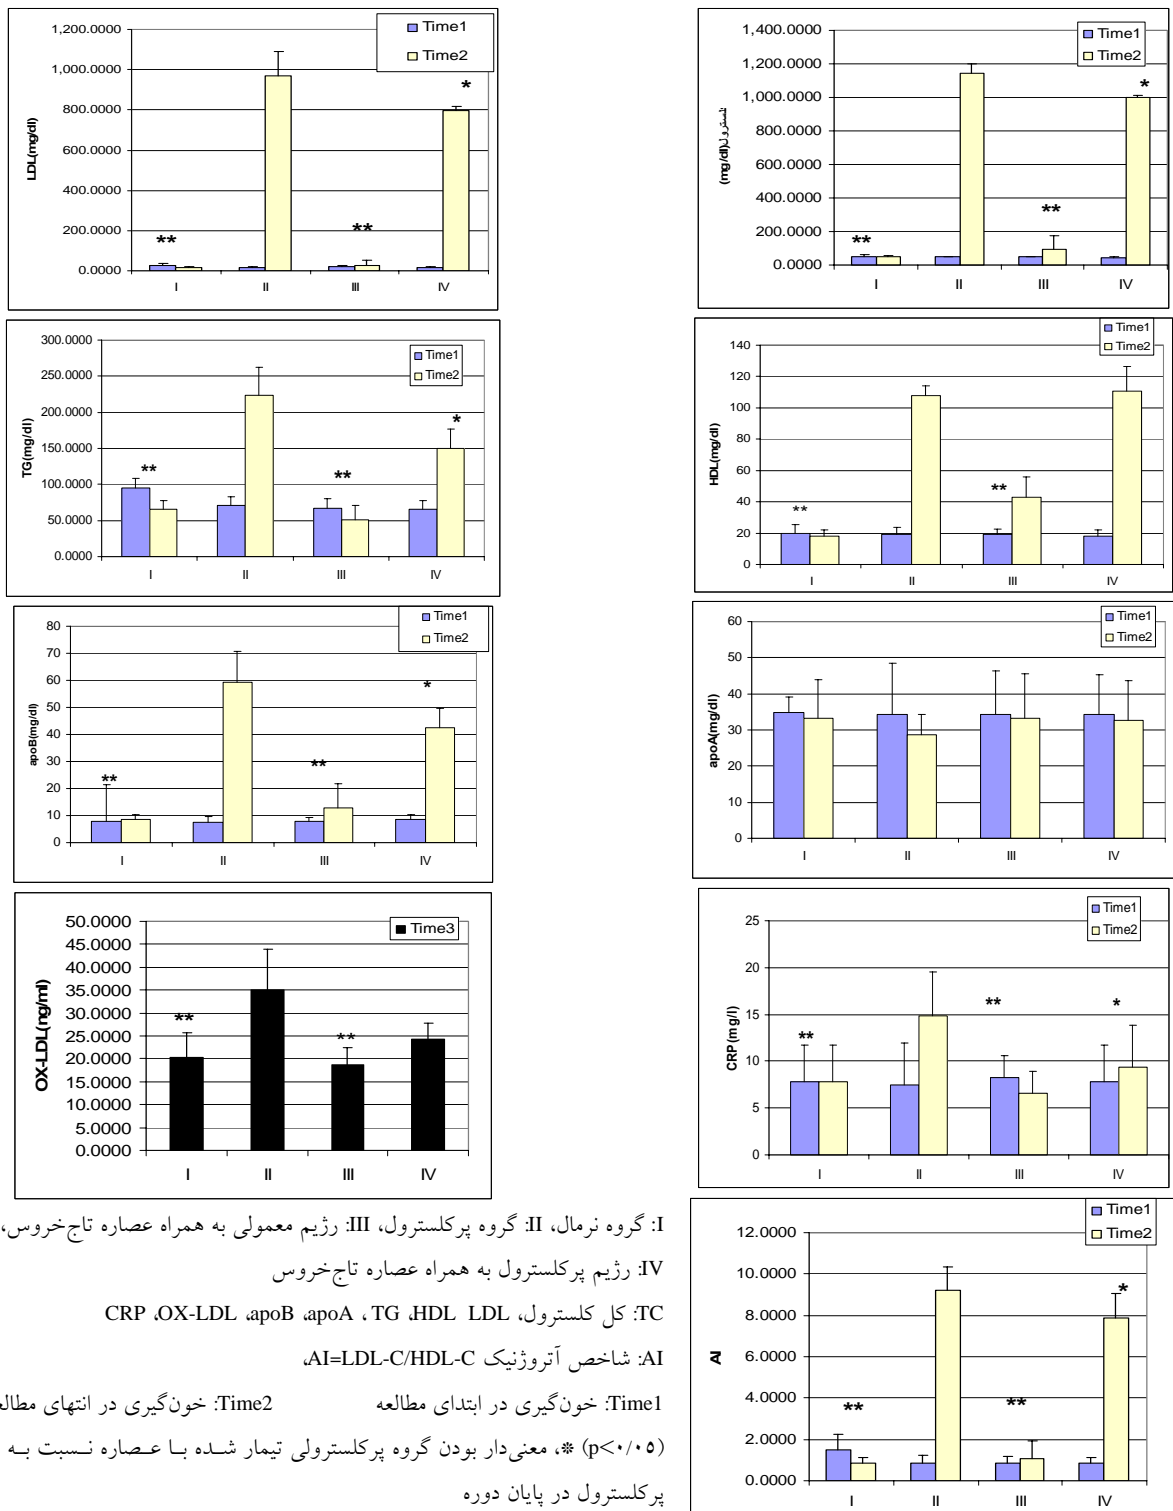 1,200.0000
1,000.0000
800.0000
600.0000
400.0000
200.0000
0.0000
LDL(mg/dl)
Time1
Time2
**
**
*
I II III IV
1,400.0000
1,200.0000
1,000.0000
800.0000
600.0000
400.0000
200.0000
0.0000
(mg/dl)
Time1
Time2
**
**
*
I II III IV
300.0000
250.0000
200.0000
150.0000
100.0000
50.0000
0.0000
TG(mg/dl)
Time1
Time2
**
**
*
I II III IV
140
120
100
80
60
40
20
0
HDL(mg/dl)
Time1
Time2
**
**
I II III IV
80
70
60
50
40
30
20
10
0
apoB(mg/dl)
Time1
Time2
**
**
*
I II III IV
60
50
40
30
20
10
0
apoA(mg/dl)
Time1
Time2
I II III IV
50.0000
45.0000
40.0000
35.0000
30.0000
25.0000
20.0000
15.0000
10.0000
5.0000
0.0000
OX-LDL(ng/ml)
Time3
**
**
I II III IV
25
20
15
10
5
0
CRP (mg/l)
Time1
Time2
**
**
*
I II III IV
12.0000
10.0000
8.0000
6.0000
4.0000
2.0000
0.0000
AI
Time1
Time2
**
**
*
I II III IV
I: گروه نرمال، II: گروه پرکلسترول، III: رژیم معمولی به همراه عصاره تاج‌خروس،
IV: رژیم پرکلسترول به همراه عصاره تاج‌خروس
TC: کل کلسترول، CRP ،OX-LDL ،apoB ،apoA ، TG ،HDL LDL
AI: شاخص آتروژنیک AI=LDL-C/HDL-C،
Time1: خون‌گیری در ابتدای مطالعه Time2: خون‌گیری در انتهای
(p<۰/۰۵) *، معنی‌دار بودن گروه پرکلسترولی تیمار شده با عصاره نسبت به
پرکلسترول در پایان دوره